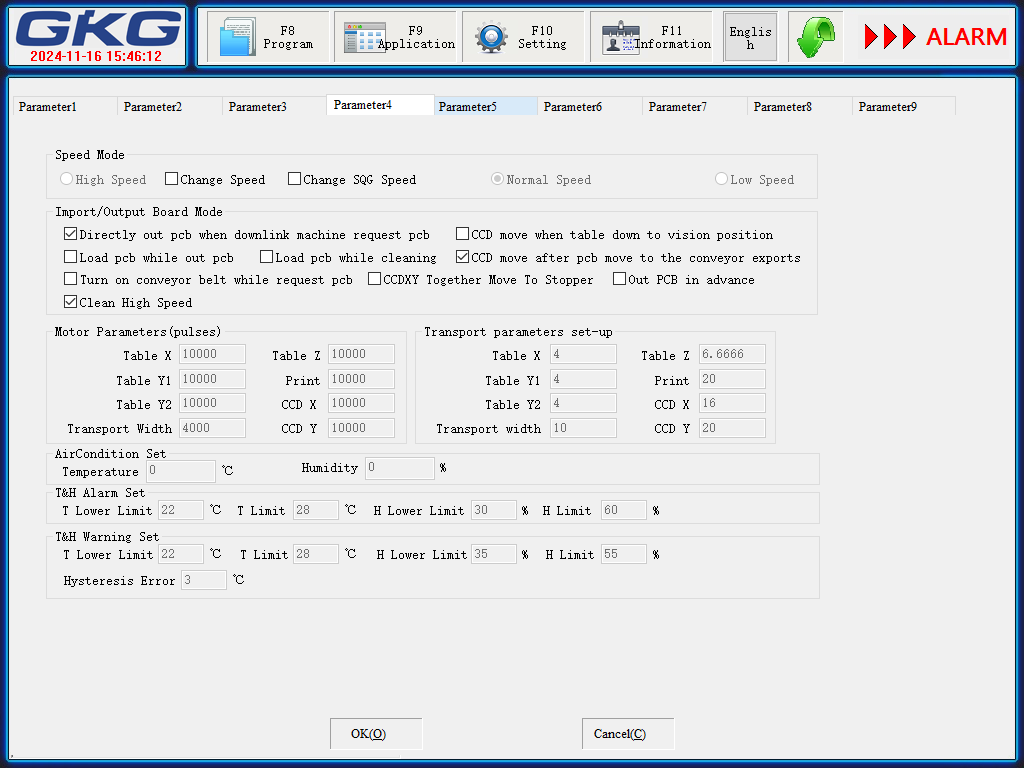 GKG
2024-11-16 15:46:12
F8 Program
F9 Application
F10 Setting
F11 Information
English
ALARM
Parameter1 Parameter2 Parameter3 Parameter4 Parameter5 Parameter6 Parameter7 Parameter8 Parameter9
Speed Mode
High Speed Change Speed Change SQG Speed Normal Speed Low Speed
Import/Output Board Mode
Directly out pcb when downlink machine request pcb CCD move when table down to vision position
Load pcb while out pcb Load pcb while cleaning CCD move after pcb move to the conveyor exports
Turn on conveyor belt while request pcb CCDXY Together Move To Stopper Out PCB in advance
Clean High Speed
Motor Parameters(pulses)
Table X 10000 Table Z 10000
Table Y1 10000 Print 10000
Table Y2 10000 CCD X 10000
Transport Width 4000 CCD Y 10000
Transport parameters set-up
Table X 4 Table Z 6.6666
Table Y1 4 Print 20
Table Y2 4 CCD X 16
Transport width 10 CCD Y 20
AirCondition Set
Temperature 0 ℃ Humidity 0 %
T&H Alarm Set
T Lower Limit 22 ℃ T Limit 28 ℃ H Lower Limit 30 % H Limit 60 %
T&H Warning Set
T Lower Limit 22 ℃ T Limit 28 ℃ H Lower Limit 35 % H Limit 55 %
Hysteresis Error 3 ℃
OK(O) Cancel(C)